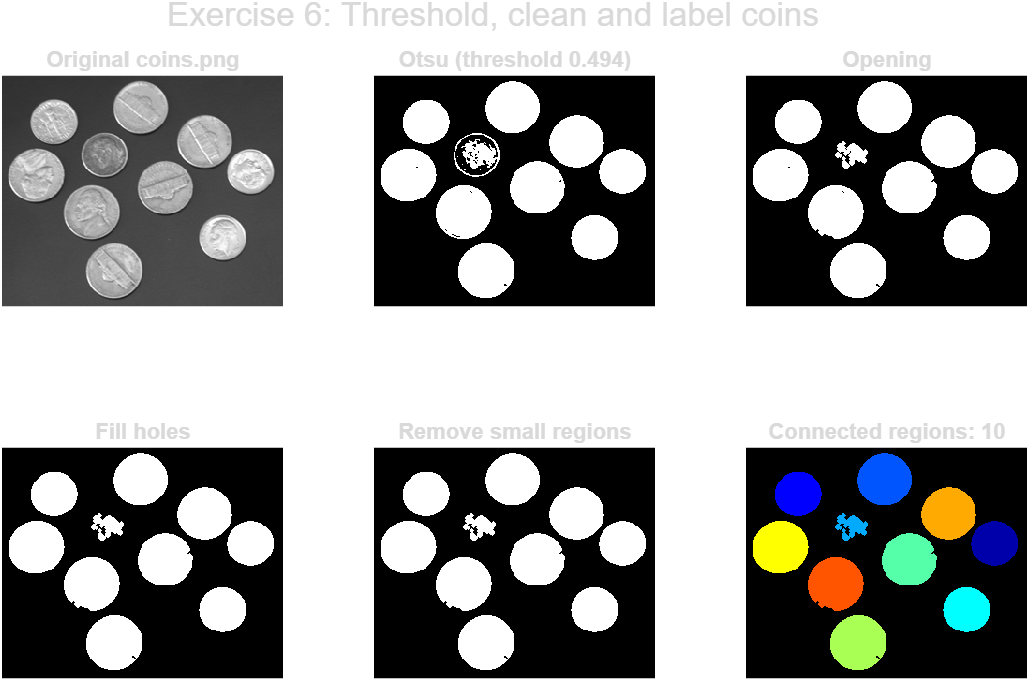 Exercise 6: Threshold, clean and label coins
Original coins.png
Otsu (threshold 0.494)
Opening
Fill holes
Remove small regions
Connected regions: 10